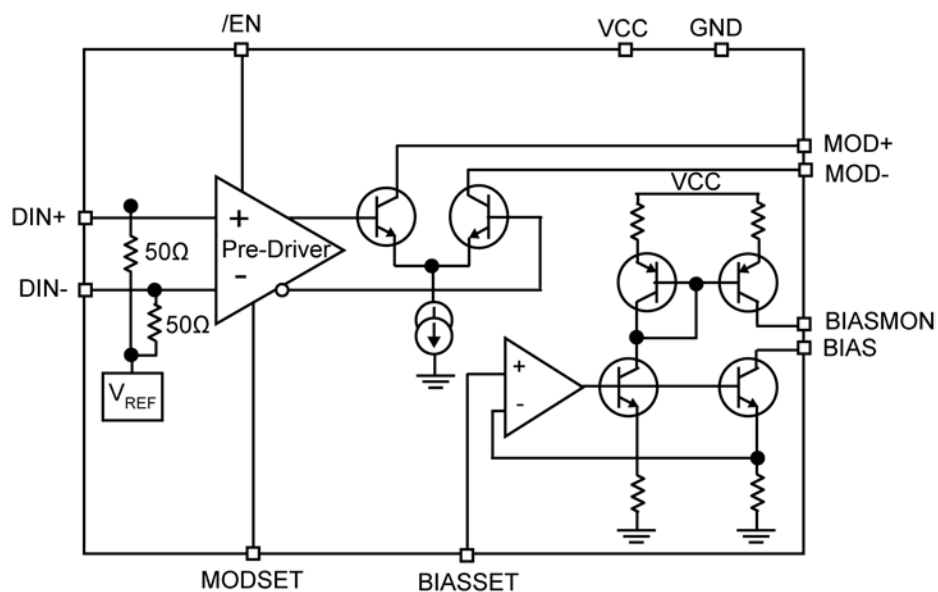 /EN
VCC
GND
MOD+
MOD-
VCC
DIN+
+
Pre-Driver
50Ω
-
DIN-
50Ω
BIASMON
BIAS
+
-
VREF
MODSET
BIASSET